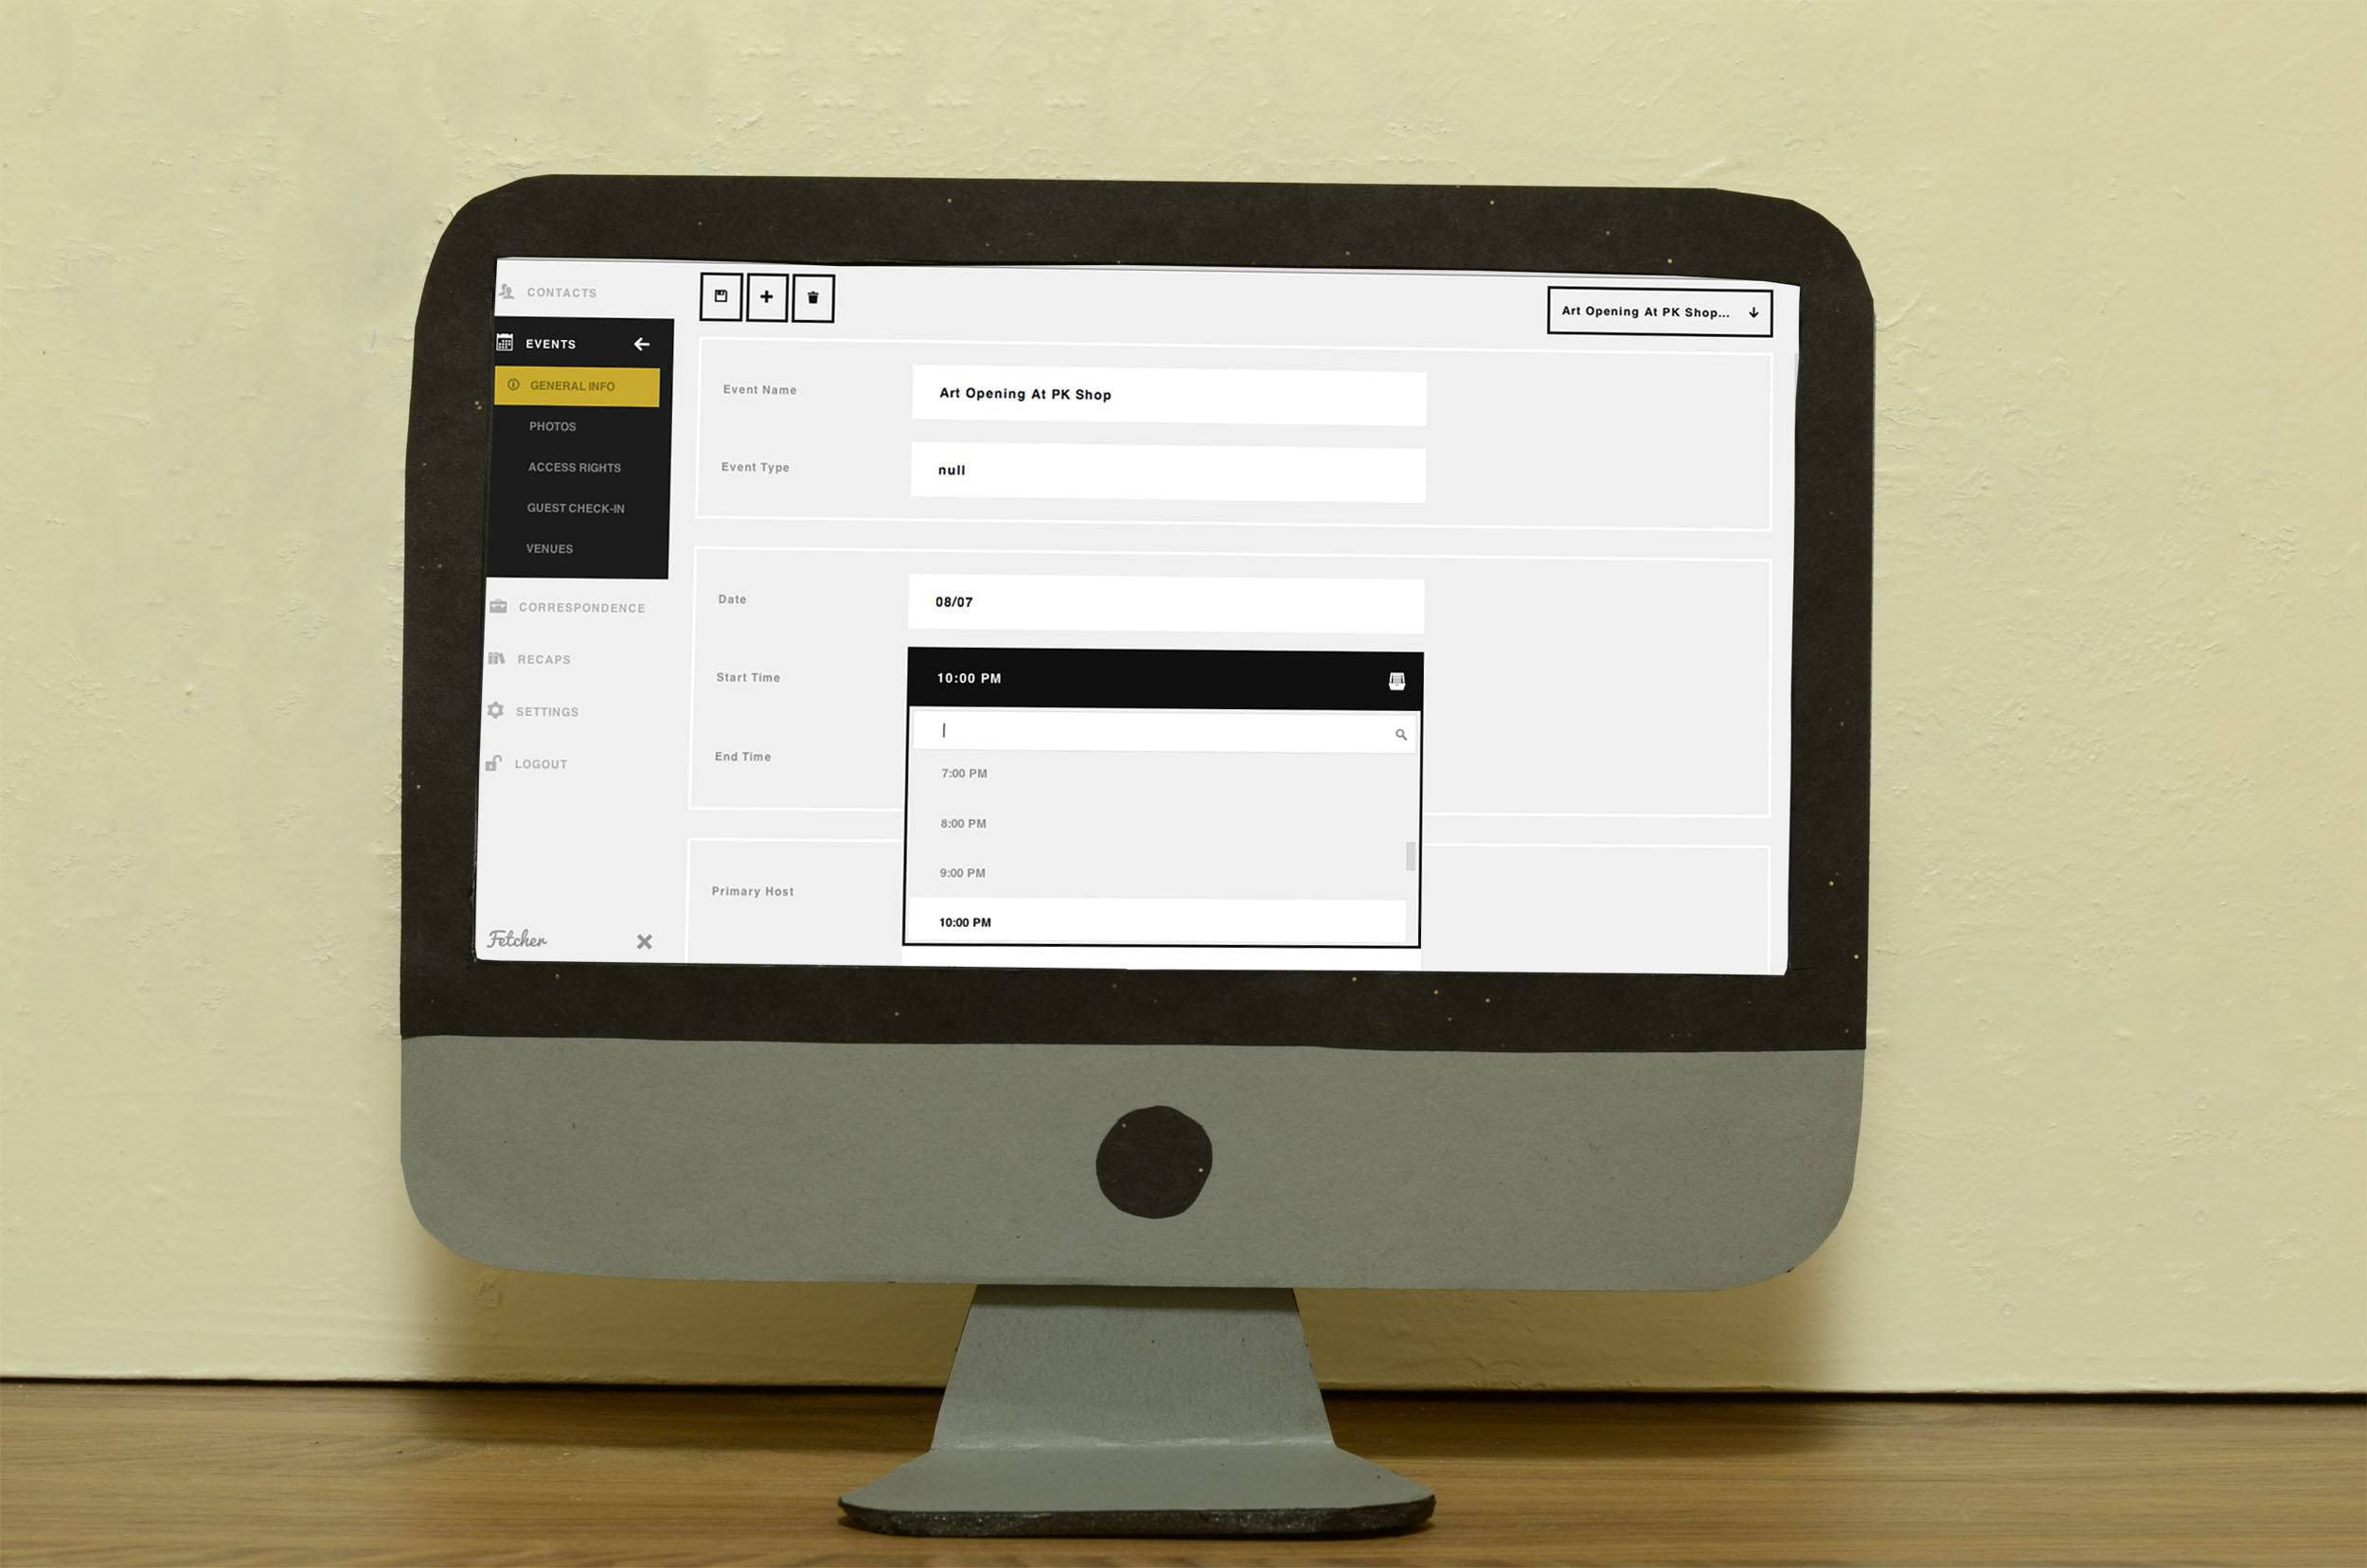 CONTACTS
EVENTS
GENERAL INFO
PHOTOS
ACCESS RIGHTS
GUEST CHECK-IN
VENUES
CORRESPONDENCE
RECAPS
SETTINGS
LOGOUT
Fetcher
Art Opening At PK Shop...
Event Name
Art Opening At PK Shop
Event Type
null
Date
08/07
Start Time
10:00 PM
End Time
7:00 PM
8:00 PM
9:00 PM
10:00 PM
Primary Host